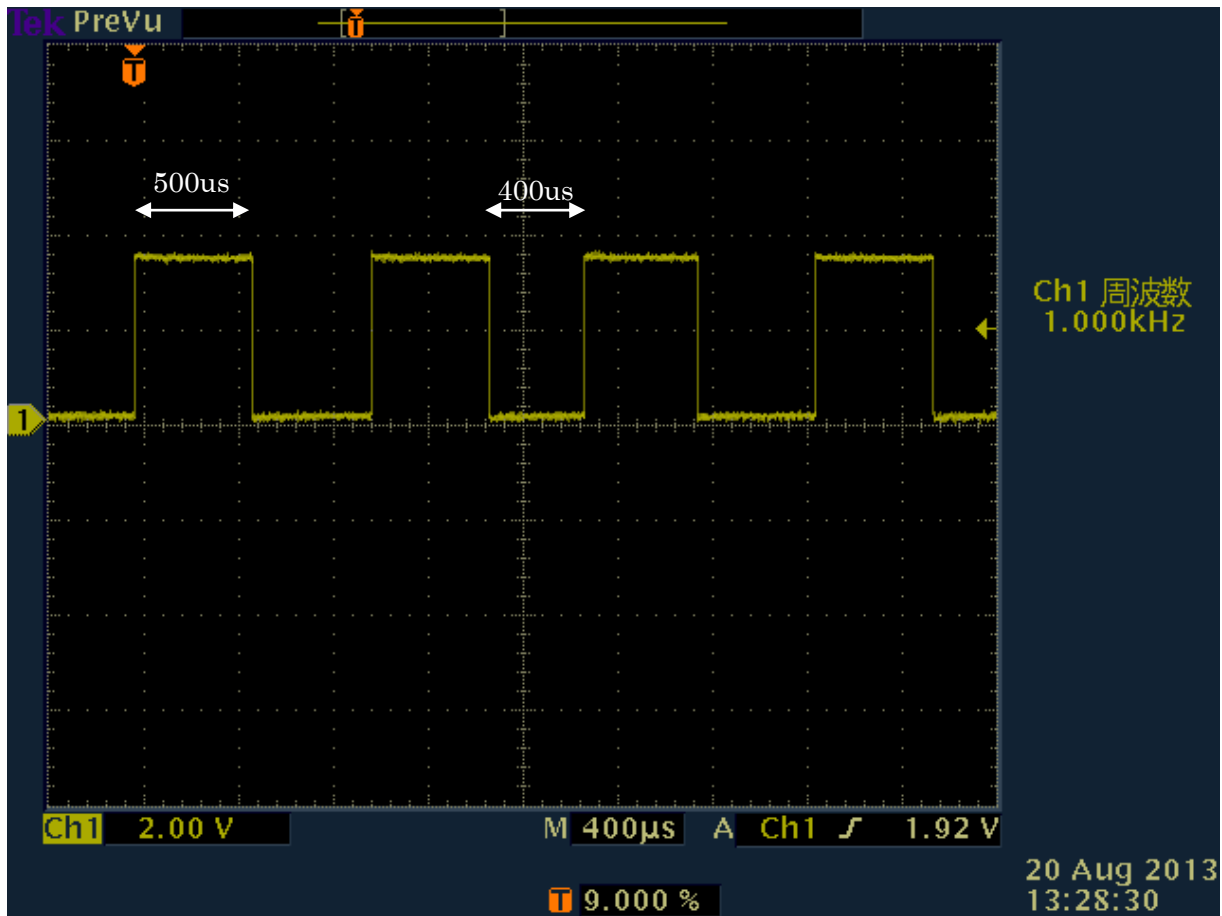 Tek PreVu
T
T
500us
400us
Ch1 周波数
1.000kHz
1
Ch1 2.00 V M 400µs A Ch1 1.92 V
20 Aug 2013
T 9.000 % 13:28:30